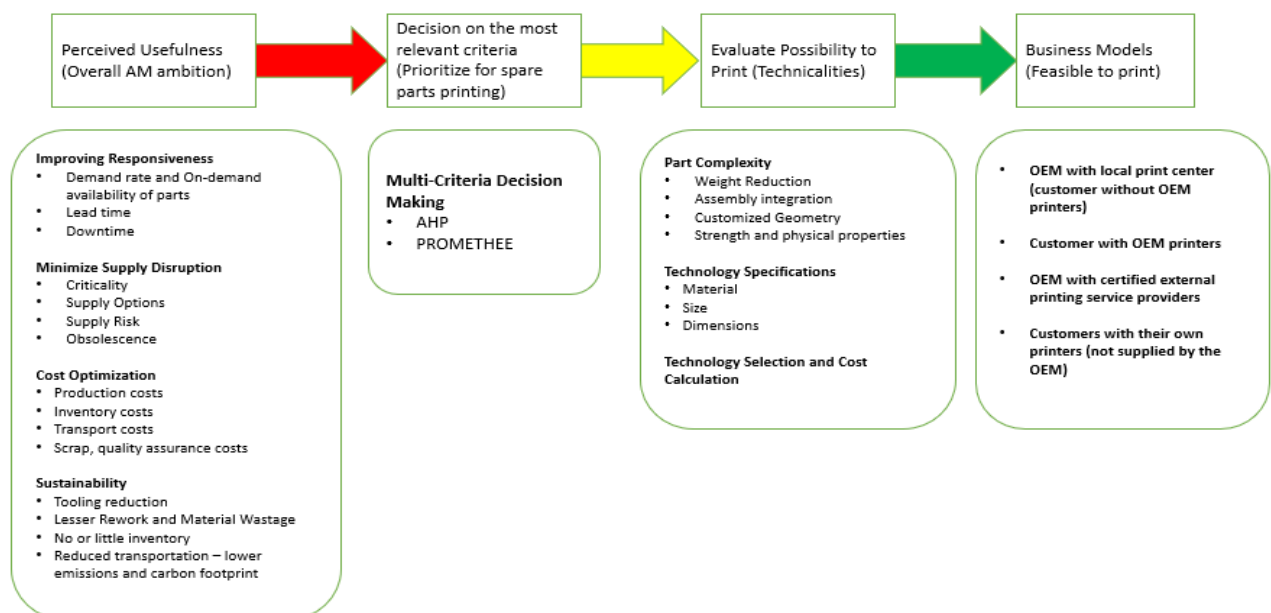 Perceived Usefulness
(Overall AM ambition)
Decision on the most
relevant criteria
(Prioritize for spare
parts printing)
Evaluate Possibility to
Print (Technicalities)
Business Models
(Feasible to print)
Improving Responsiveness
• Demand rate and On-demand
availability of parts
• Lead time
• Downtime
Minimize Supply Disruption
• Criticality
• Supply Options
• Supply Risk
• Obsolescence
Cost Optimization
• Production costs
• Inventory costs
• Transport costs
• Scrap, quality assurance costs
Sustainability
• Tooling reduction
• Lesser Rework and Material Wastage
• No or little inventory
• Reduced transportation – lower
emissions and carbon footprint
Multi-Criteria Decision
Making
• AHP
• PROMETHEE
Part Complexity
• Weight Reduction
• Assembly integration
• Customized Geometry
• Strength and physical properties
Technology Specifications
• Material
• Size
• Dimensions
Technology Selection and Cost
Calculation
• OEM with local print center
(customer without OEM
printers)
• Customer with OEM printers
• OEM with certified external
printing service providers
• Customers with their own
printers (not supplied by the
OEM)